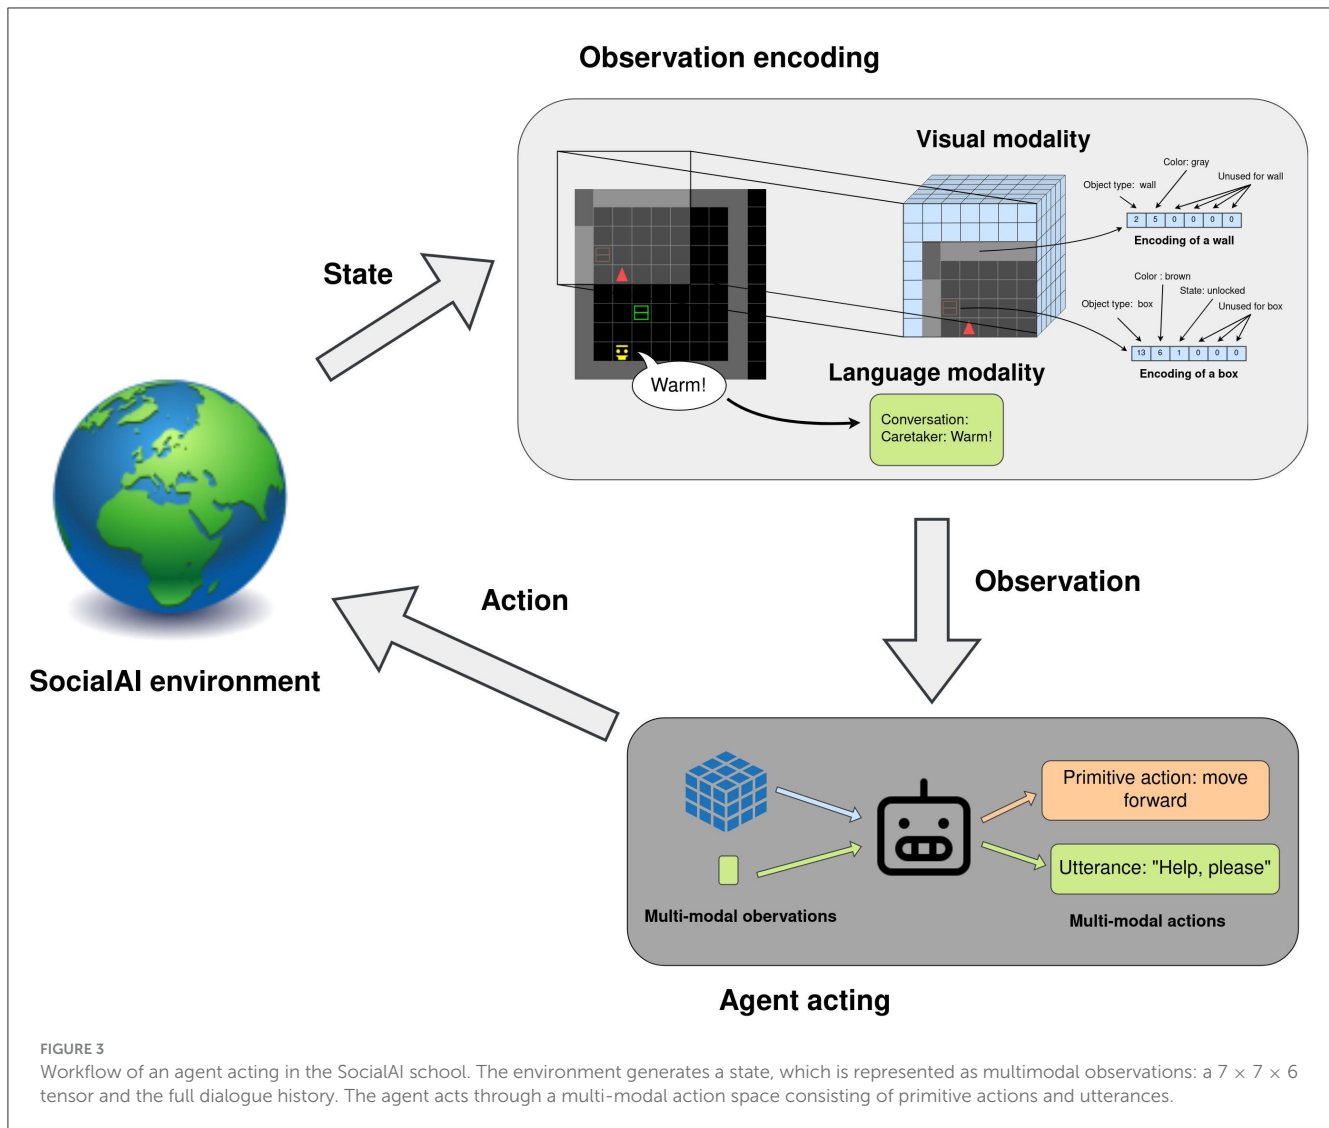 Observation encoding
Visual modality
Color: gray
Object type: wall
Unused for wall
2 5 0 0 0 0
Encoding of a wall
Color : brown
State: unlocked
Object type: box
Unused for box
13 6 1 0 0 0
Encoding of a box
State
Warm!
Language modality
Conversation:
Caretaker: Warm!
Observation
Action
SocialAI environment
Primitive action: move
forward
Utterance: "Help, please"
Multi-modal obervations
Multi-modal actions
Agent acting
FIGURE 3
Workflow of an agent acting in the SocialAI school. The environment generates a state, which is represented as multimodal observations: a 7 × 7 × 6
tensor and the full dialogue history. The agent acts through a multi-modal action space consisting of primitive actions and utterances.